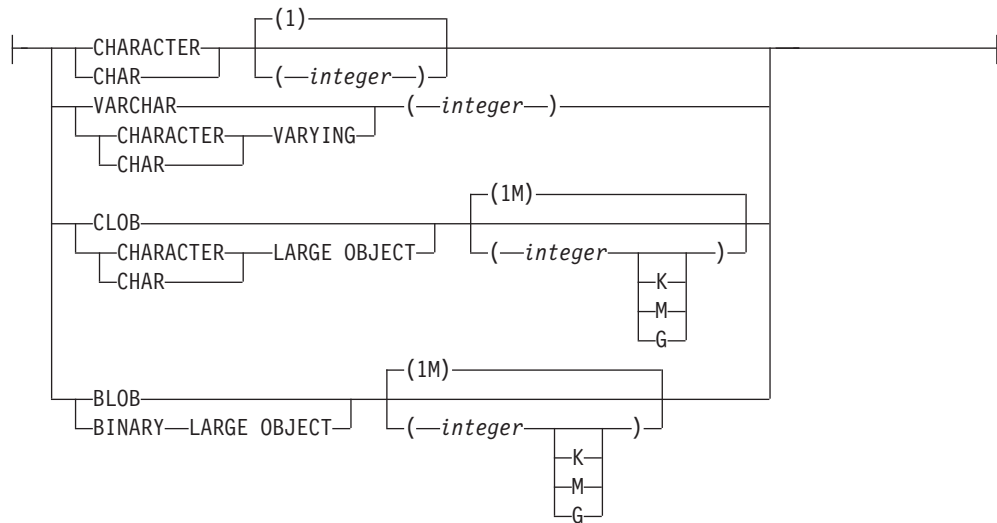 (1)
CHARACTER
CHAR ( integer )
VARCHAR ( integer )
CHARACTER VARYING
CHAR
(1M)
CLOB
CHARACTER LARGE OBJECT ( integer )
CHAR K
M
G
(1M)
BLOB
BINARY LARGE OBJECT ( integer )
K
M
G